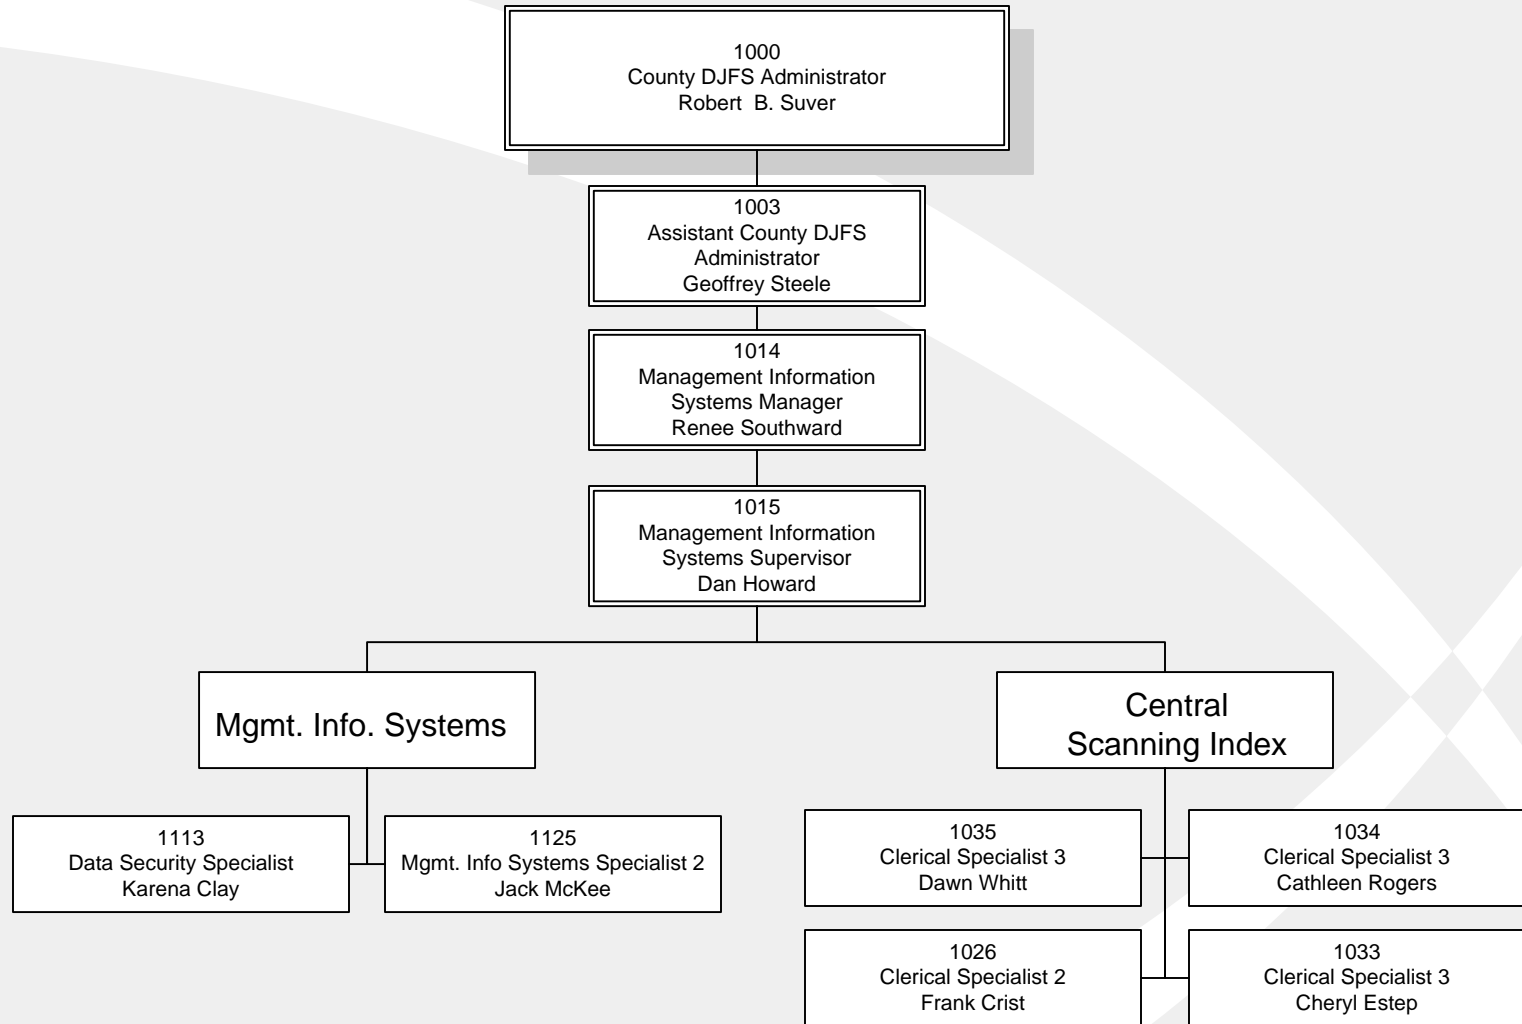 1000
County DJFS Administrator
Robert B. Suver
1003
Assistant County DJFS
Administrator
Geoffrey Steele
1014
Management Information
Systems Manager
Renee Southward
1015
Management Information
Systems Supervisor
Dan Howard
Mgmt. Info. Systems
Central
Scanning Index
1113
Data Security Specialist
Karena Clay
1125
Mgmt. Info Systems Specialist 2
Jack McKee
1035
Clerical Specialist 3
Dawn Whitt
1034
Clerical Specialist 3
Cathleen Rogers
1026
Clerical Specialist 2
Frank Crist
1033
Clerical Specialist 3
Cheryl Estep